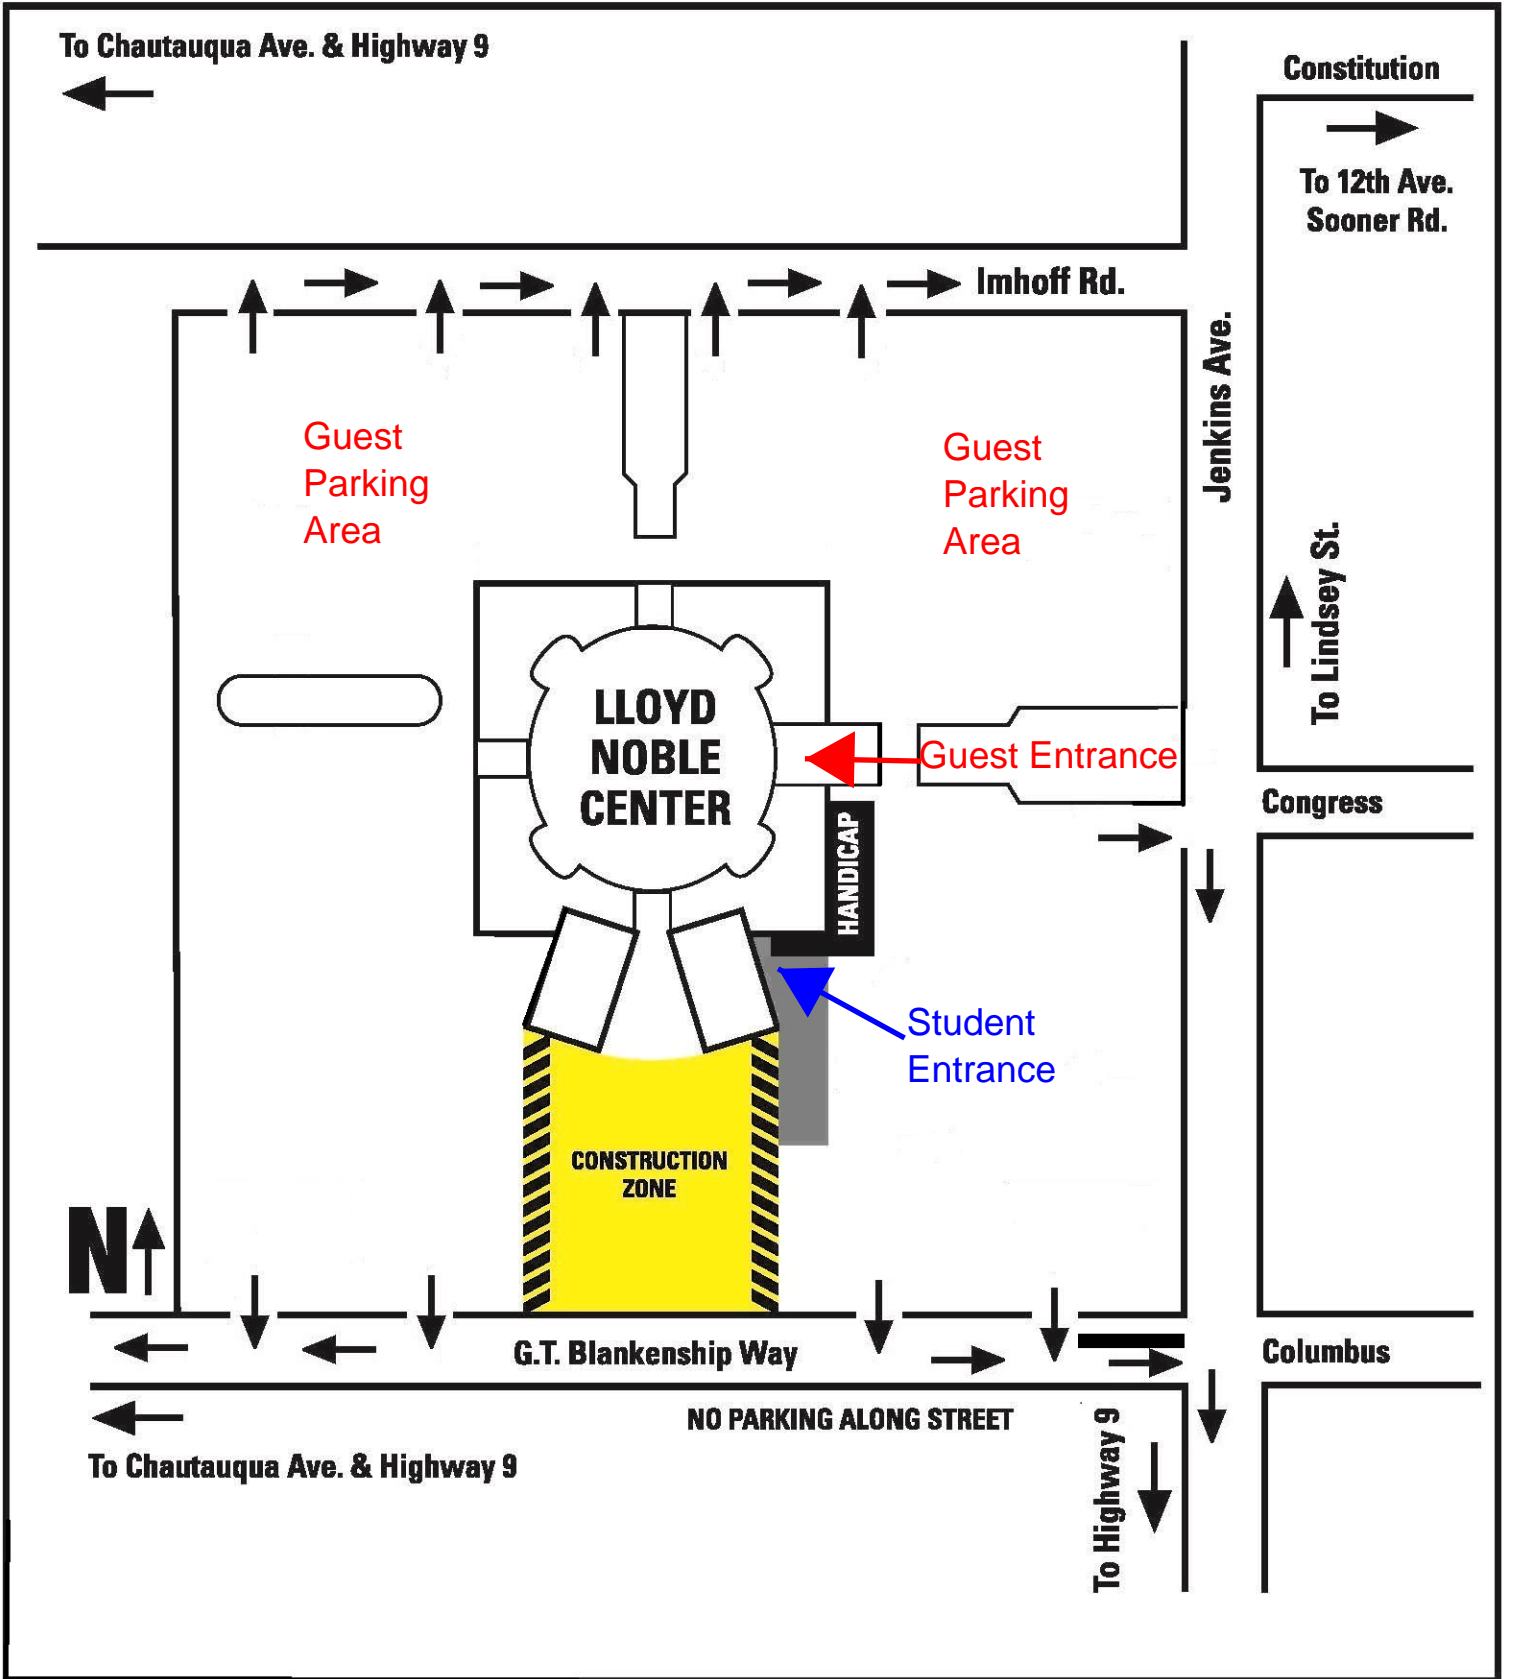 To Chautauqua Ave. & Highway 9
Constitution
To 12th Ave.
Sooner Rd.
Imhoff Rd.
Jenkins Ave.
Guest
Parking
Area
Guest
Parking
Area
To Lindsey St.
LLOYD
NOBLE
CENTER
Guest Entrance
Congress
HANDICAP
Student
Entrance
CONSTRUCTION
ZONE
N
G.T. Blankenship Way
Columbus
NO PARKING ALONG STREET
To Chautauqua Ave. & Highway 9
To Highway 9